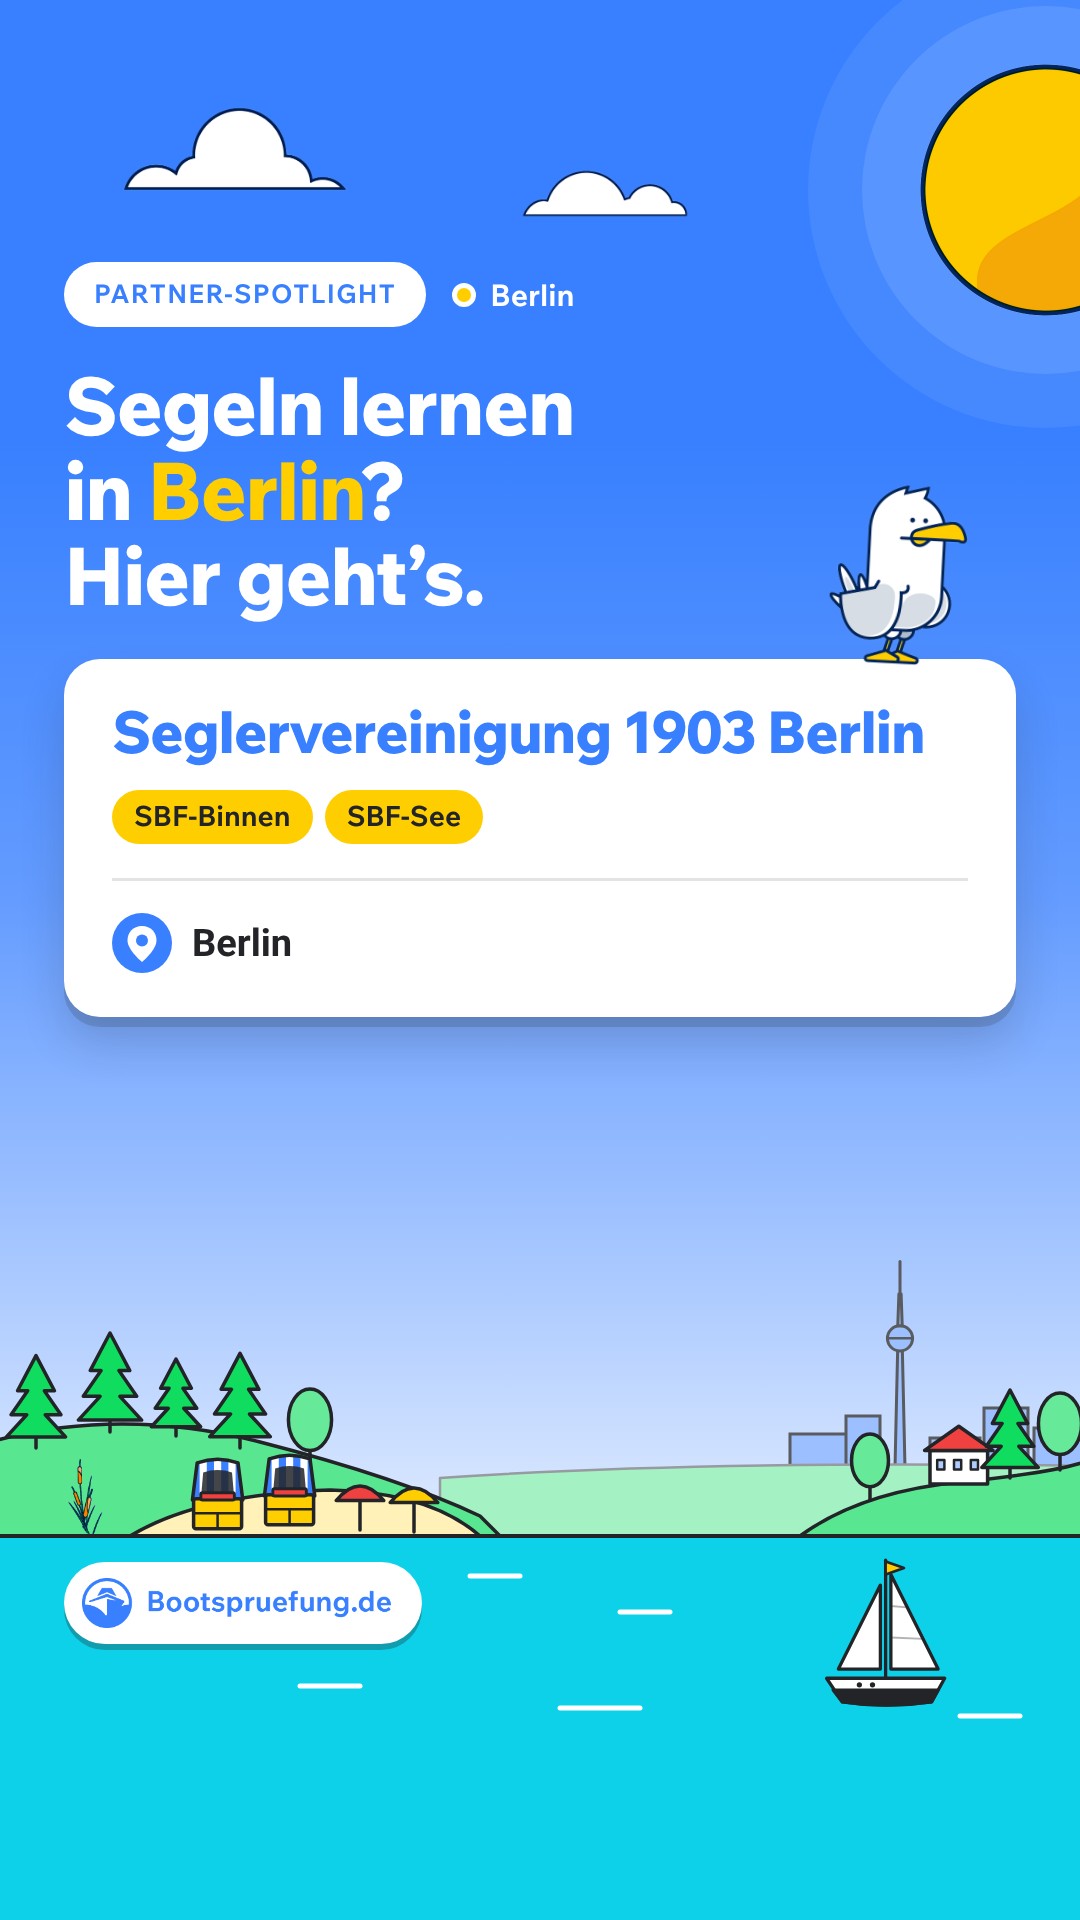 PARTNER-SPOTLIGHT
Berlin
Segeln lernen
in Berlin?
Hier geht’s.
Seglervereinigung 1903 Berlin
SBF-Binnen
SBF-See
Berlin
Bootspruefung.de